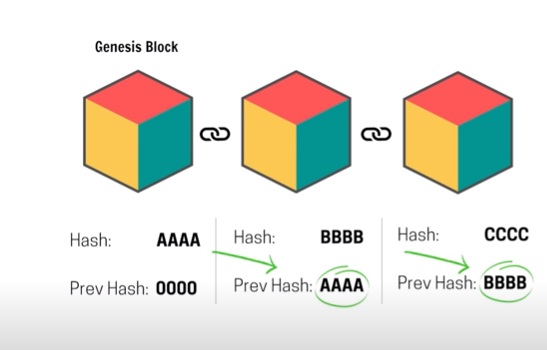 Genesis Block
Hash: AAAA
Prev Hash: 0000
Hash: BBBB
Prev Hash: AAAA
Hash: CCCC
Prev Hash: BBBB